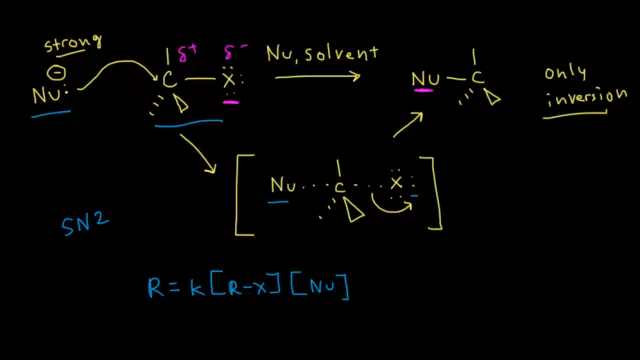 strong
δ+ δ-
Nu, solvent
⊖
Nu: C — X
Nu — C
only
inversion
Nu ··· C ··· X
SN2
R = k [R-X] [Nu]